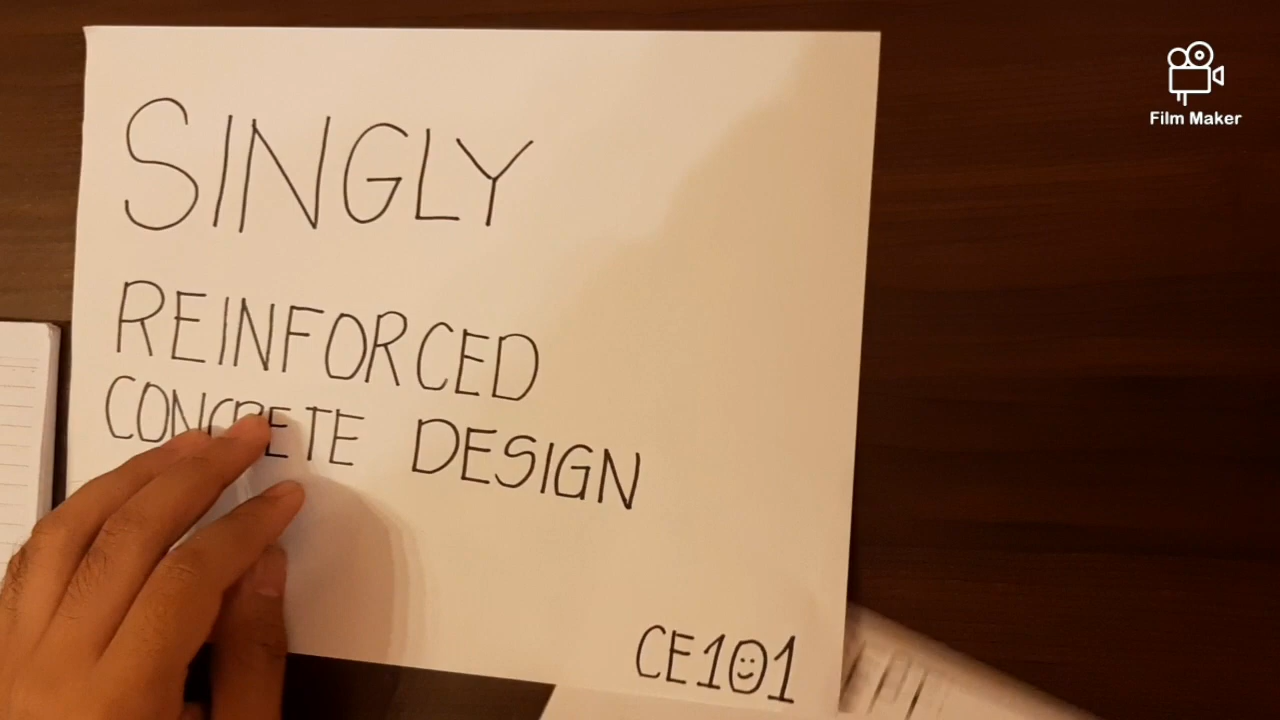 SINGLY
REINFORCED
CONCRETE DESIGN
CE101
Film Maker